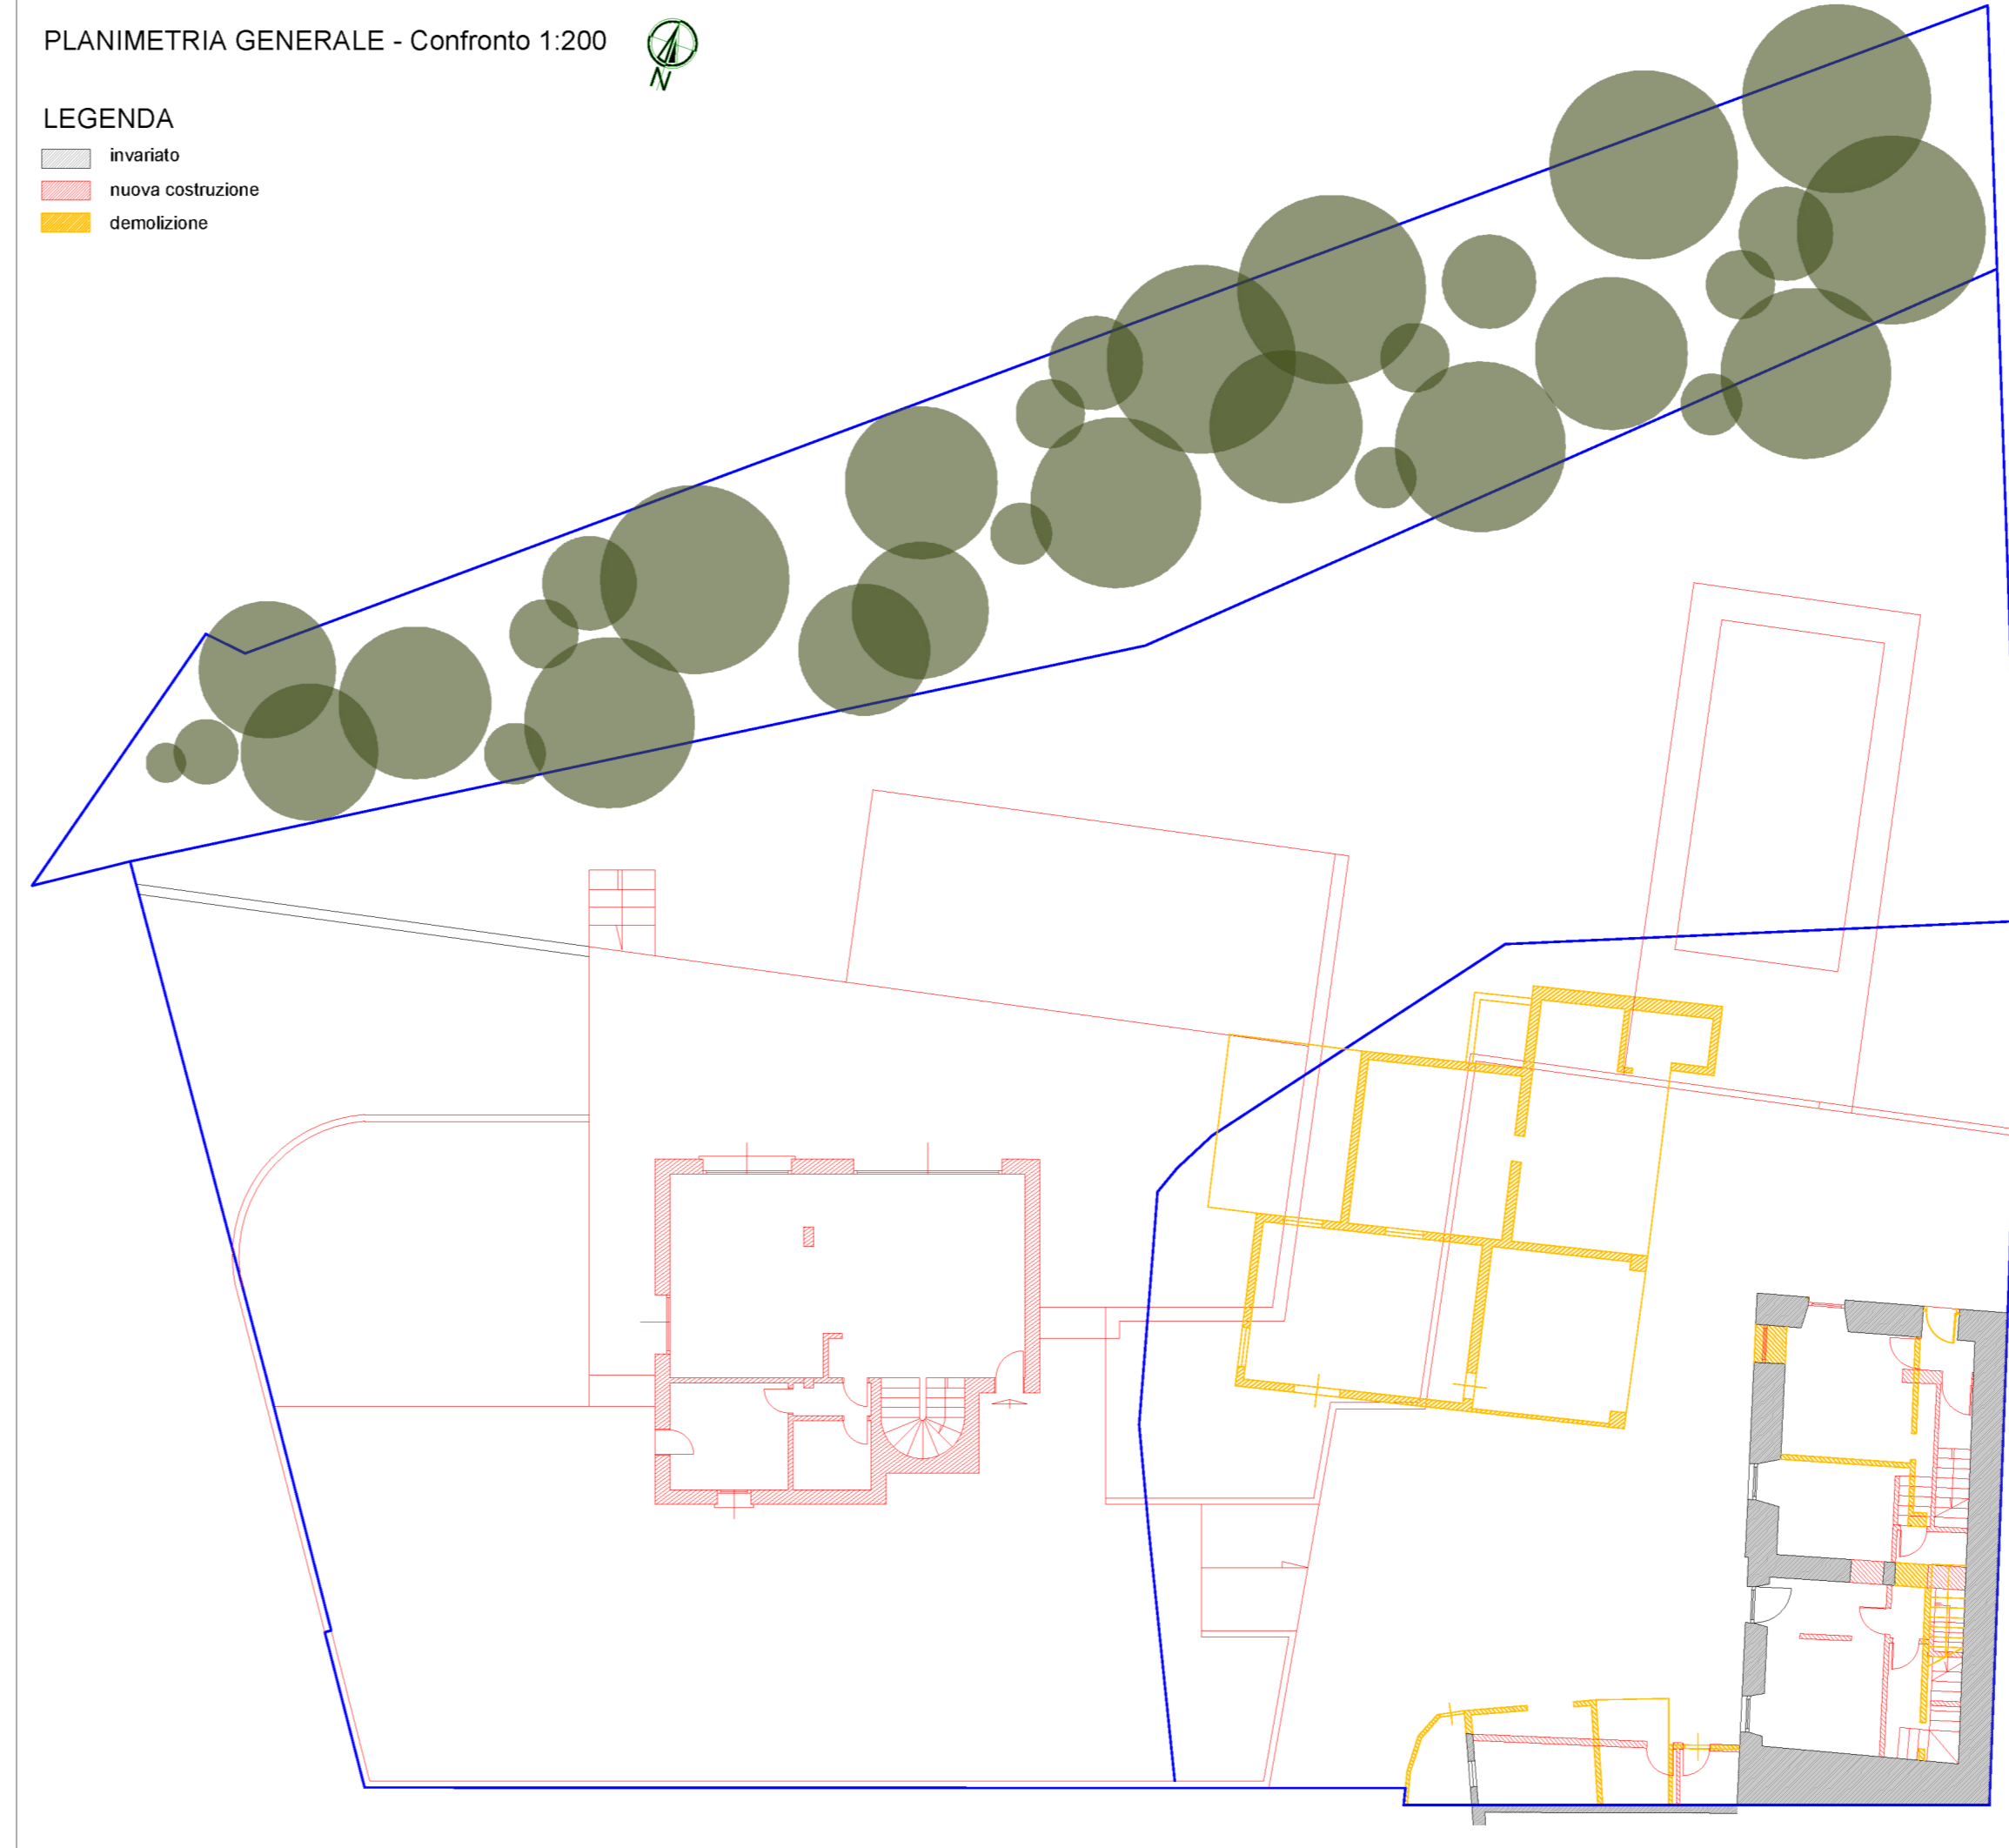 PLANIMETRIA GENERALE - Confronto 1:200
N
LEGENDA
invariato
nuova costruzione
demolizione